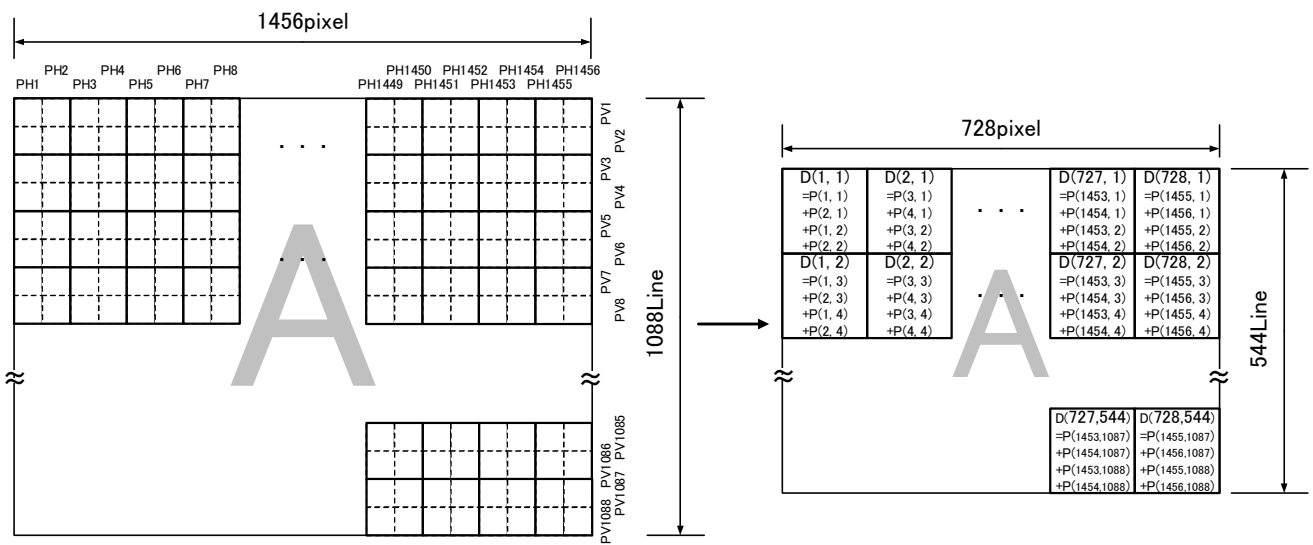 1456pixel
PH2 PH4 PH6 PH8 PH1450 PH1452 PH1454 PH1456
PH1 PH3 PH5 PH7 PH1449 PH1451 PH1453 PH1455
PV1
PV2
PV3
PV4
PV5
PV6
PV7
PV8
. . .
. . .
A
1088Line
PV1085
PV1086
PV1087
PV1088
728pixel
D(1, 1) D(2, 1) D(727, 1) D(728, 1)
=P(1, 1) =P(3, 1) =P(1453, 1) =P(1455, 1)
+P(2, 1) +P(4, 1) . . . +P(1454, 1) +P(1456, 1)
+P(1, 2) +P(3, 2) +P(1453, 2) +P(1455, 2)
+P(2, 2) +P(4, 2) +P(1454, 2) +P(1456, 2)
D(1, 2) D(2, 2) D(727, 2) D(728, 2)
=P(1, 3) =P(3, 3) =P(1453, 3) =P(1455, 3)
+P(2, 3) +P(4, 3) . . . +P(1454, 3) +P(1456, 3)
+P(1, 4) +P(3, 4) +P(1453, 4) +P(1455, 4)
+P(2, 4) +P(4, 4) +P(1454, 4) +P(1456, 4)
A
544Line
≈ ≈ ≈ ≈
D(727,544) D(728,544)
=P(1453,1087) =P(1455,1087)
+P(1454,1087) +P(1456,1087)
+P(1453,1088) +P(1455,1088)
+P(1454,1088) +P(1456,1088)